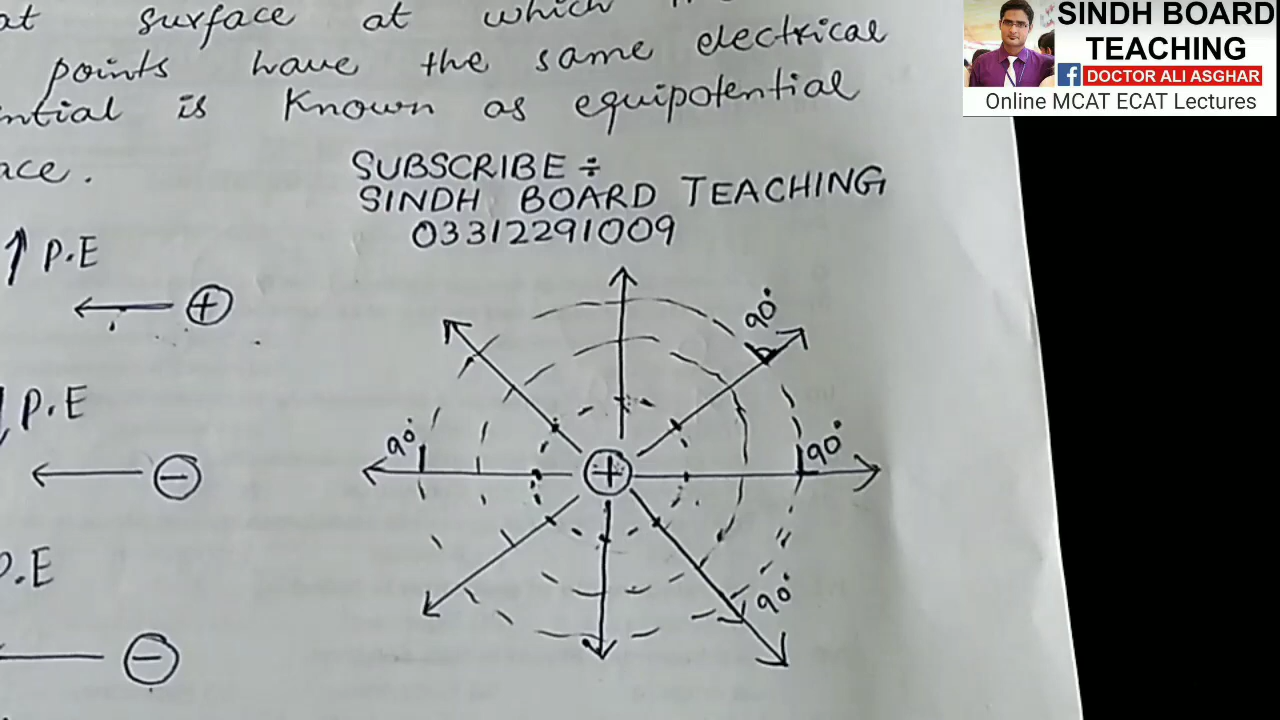 at surface at which
points have the same electrical
ntial is Known as equipotential
ace.
SUBSCRIBE ÷
SINDH BOARD TEACHING
03312291009
↑ P.E
+
P.E
−
P.E
−
90°
90°
90°
90°
+
SINDH BOARD
TEACHING
f DOCTOR ALI ASGHAR
Online MCAT ECAT Lectures